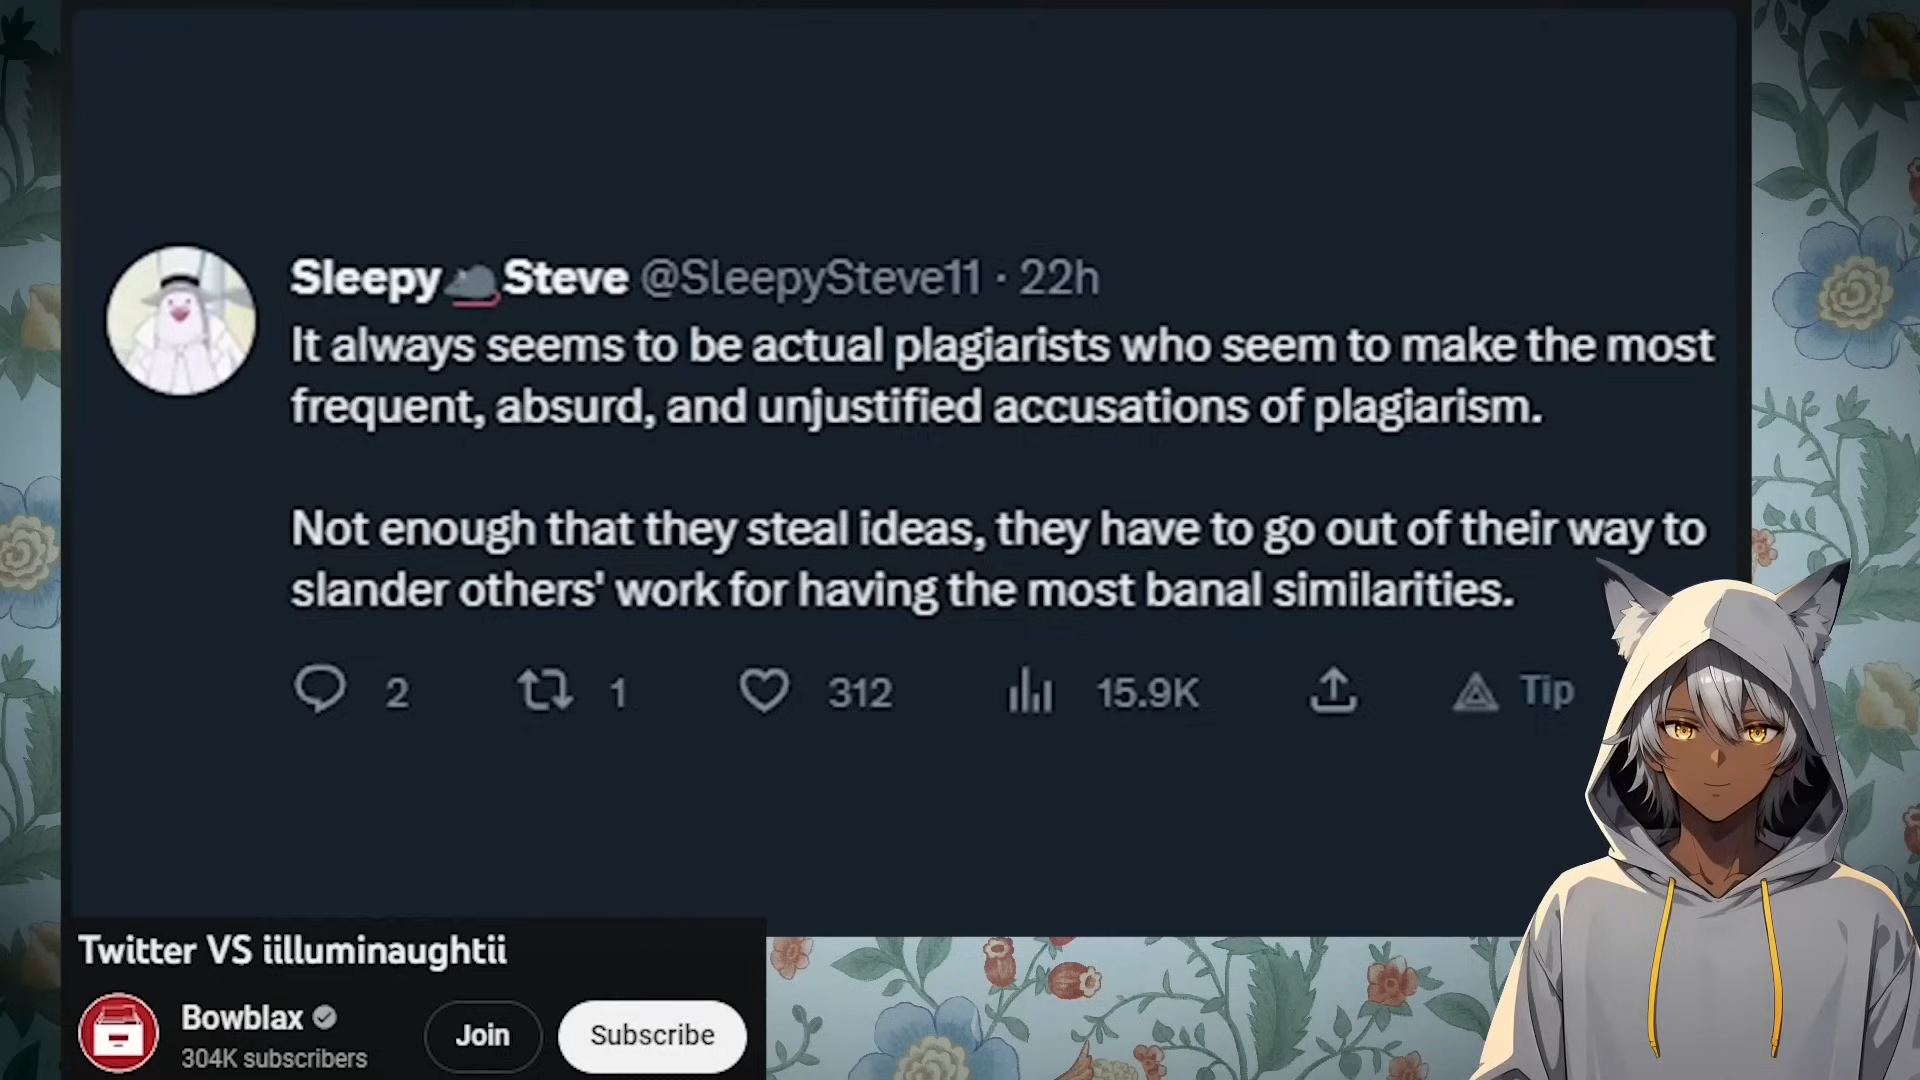 Sleepy Steve @SleepySteve11 · 22h
It always seems to be actual plagiarists who seem to make the most
frequent, absurd, and unjustified accusations of plagiarism.
Not enough that they steal ideas, they have to go out of their way to
slander others' work for having the most banal similarities.
2 1 312 15.9K Tip
Twitter VS iilluminaughtii
Bowblax
304K subscribers
Join
Subscribe